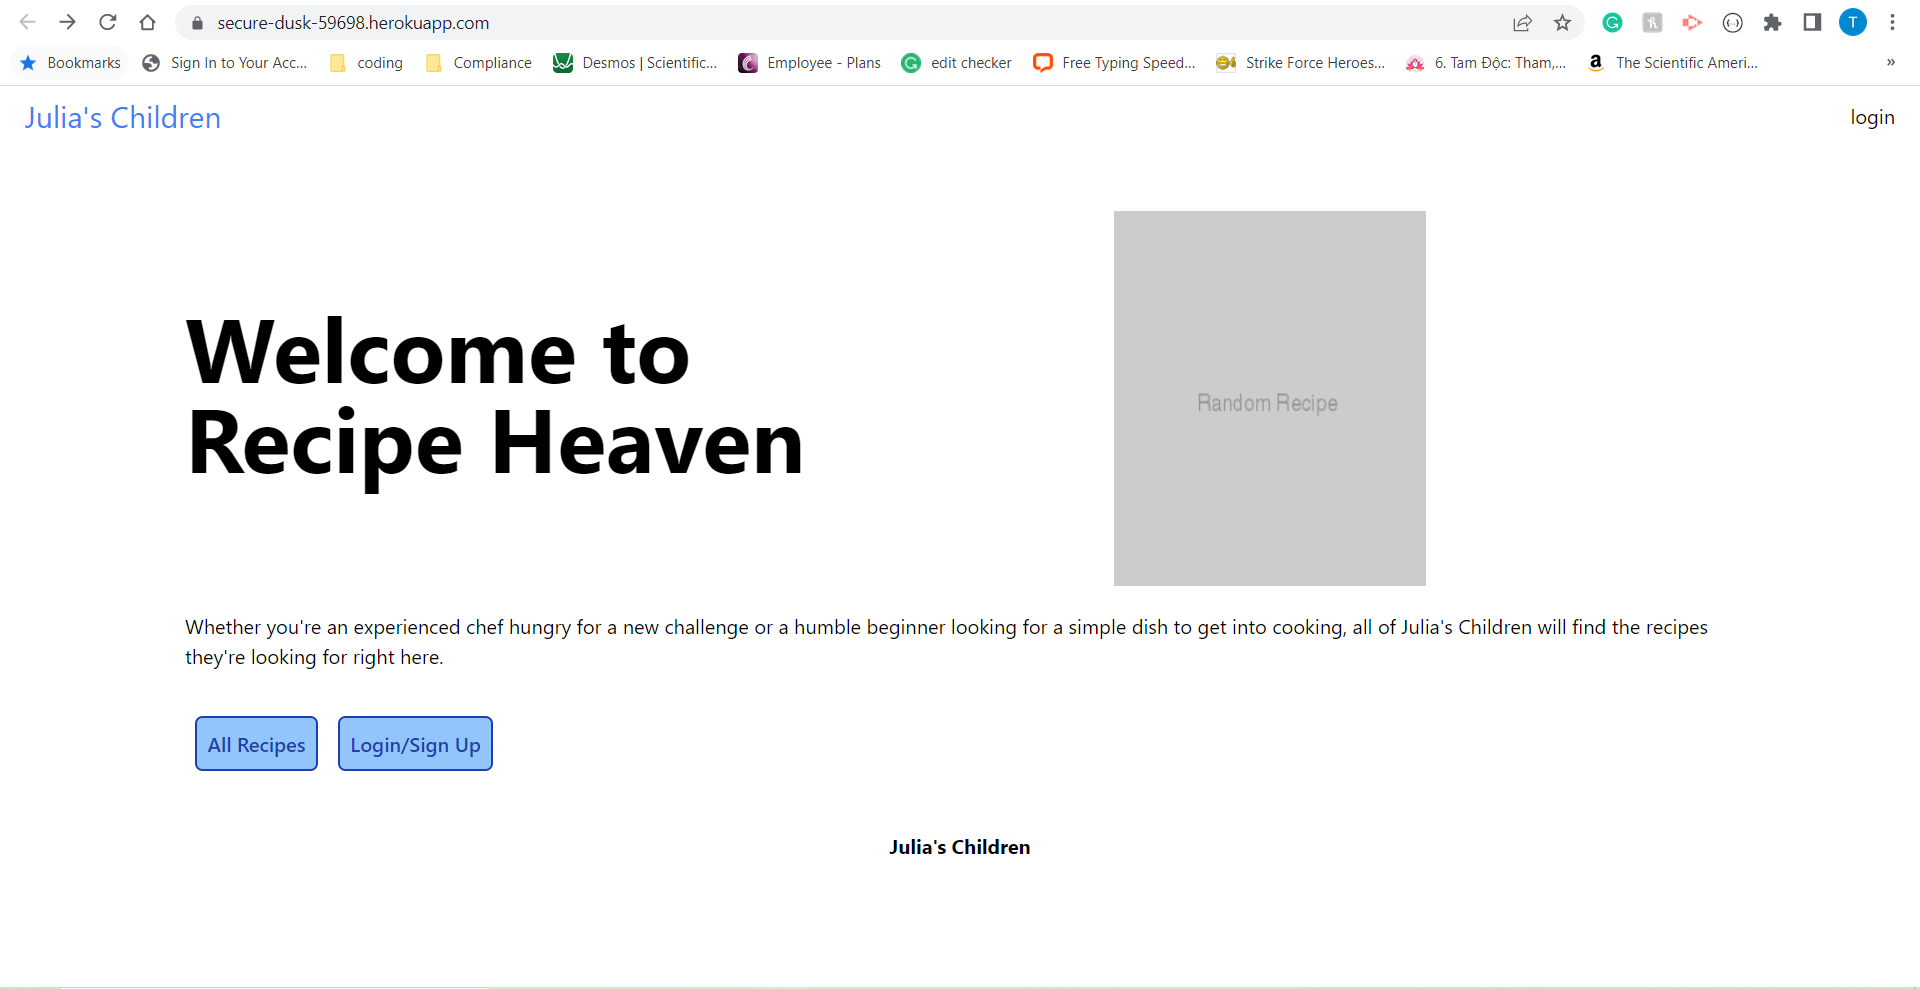 secure-dusk-59698.herokuapp.com
T
Bookmarks Sign In to Your Acc... coding Compliance Desmos | Scientific... Employee - Plans edit checker Free Typing Speed... Strike Force Heroes... 6. Tam Độc: Tham,... The Scientific Ameri... »
Julia's Children
login
Welcome to
Recipe Heaven
Random Recipe
Whether you're an experienced chef hungry for a new challenge or a humble beginner looking for a simple dish to get into cooking, all of Julia's Children will find the recipes
they're looking for right here.
All Recipes Login/Sign Up
Julia's Children